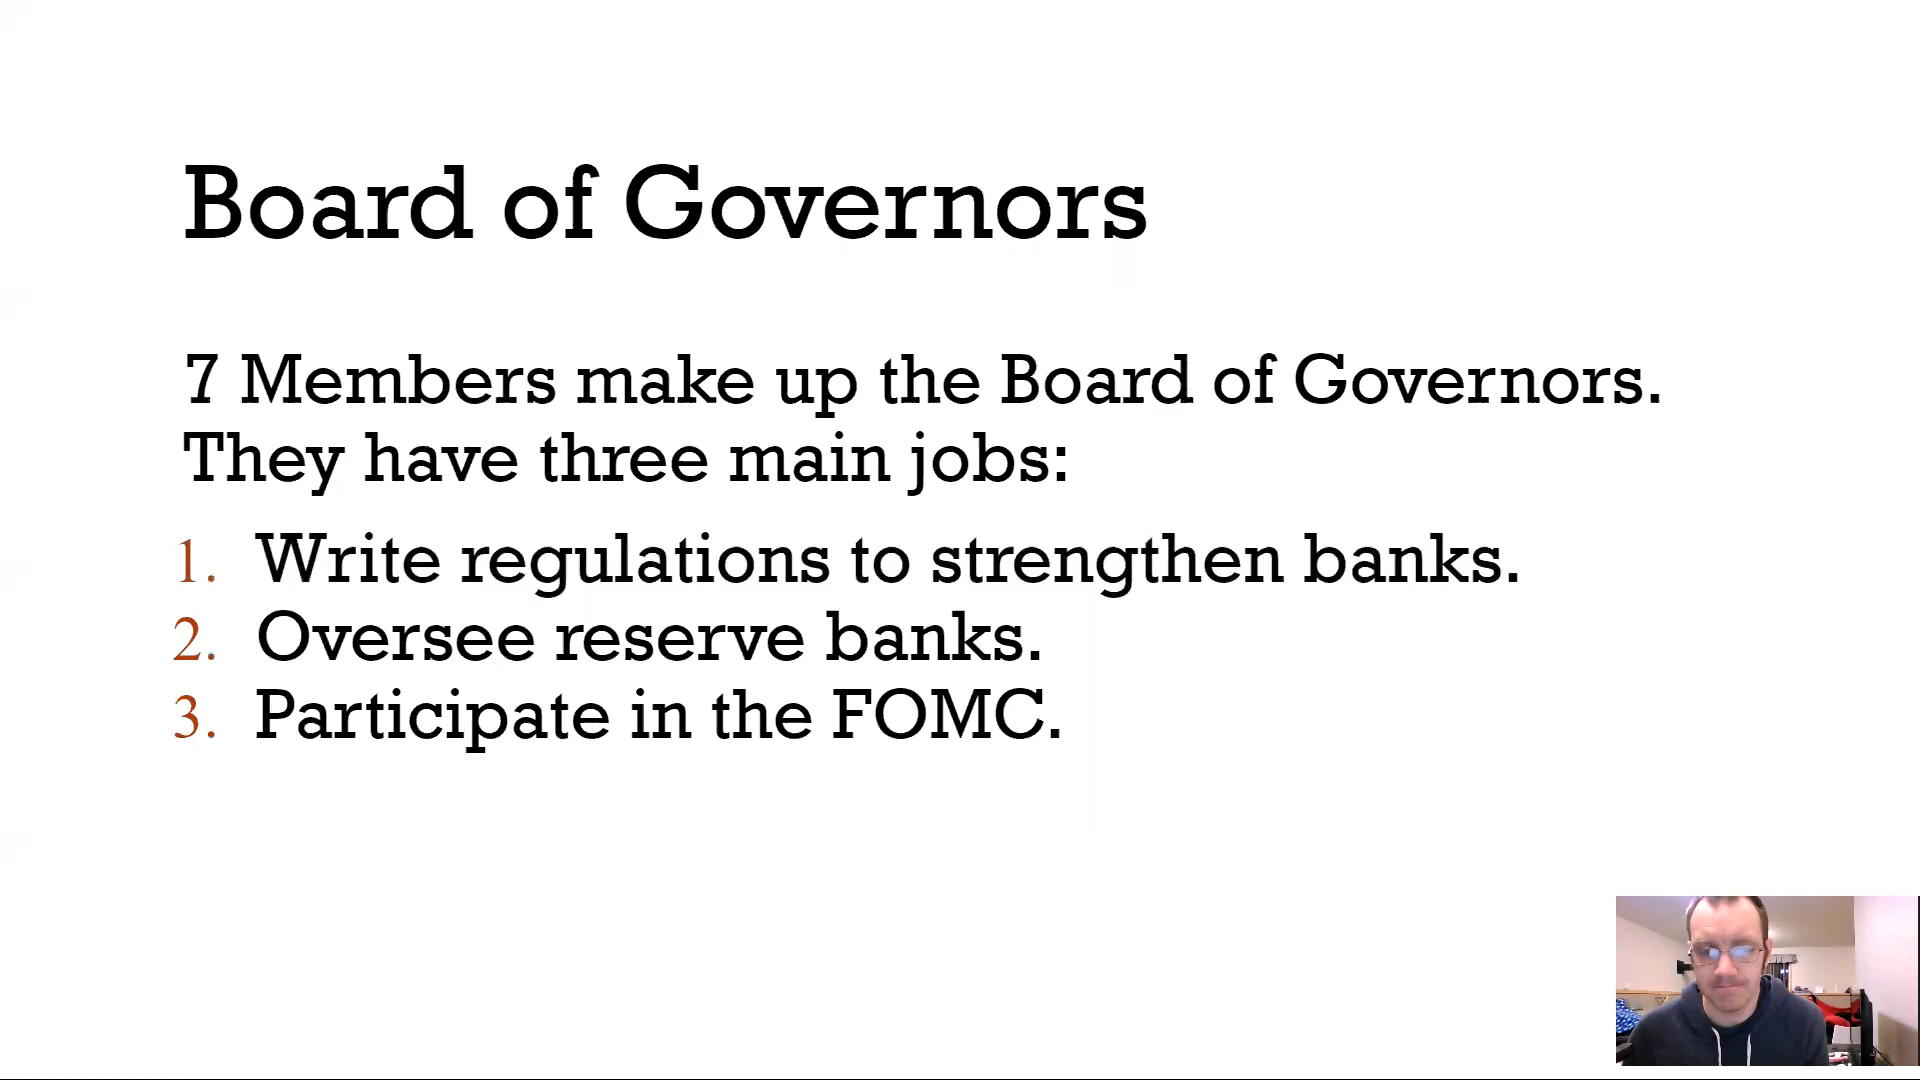 Board of Governors
7 Members make up the Board of Governors.
They have three main jobs:
1. Write regulations to strengthen banks.
2. Oversee reserve banks.
3. Participate in the FOMC.